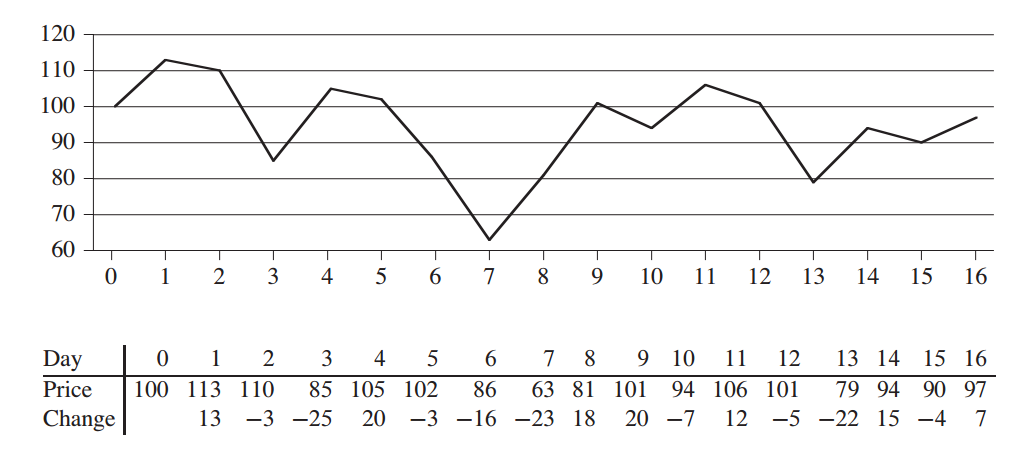 120
110
100
90
80
70
60
0 1 2 3 4 5 6 7 8 9 10 11 12 13 14 15 16
Day 0 1 2 3 4 5 6 7 8 9 10 11 12 13 14 15 16
Price 100 113 110 85 105 102 86 63 81 101 94 106 101 79 94 90 97
Change 13 −3 −25 20 −3 −16 −23 18 20 −7 12 −5 −22 15 −4 7